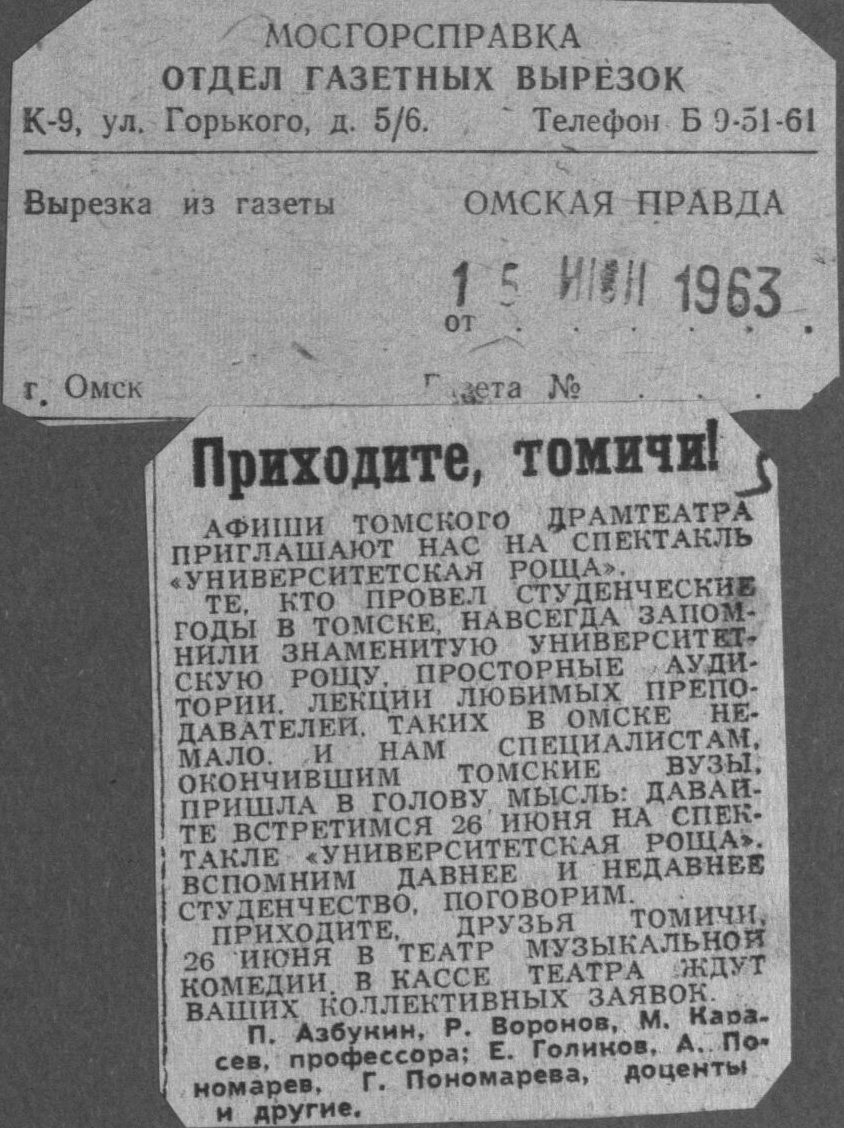 МОСГОРСПРАВКА
ОТДЕЛ ГАЗЕТНЫХ ВЫРЕЗОК
К-9, ул. Горького, д. 5/6. Телефон Б 9-51-61
Вырезка из газеты ОМСКАЯ ПРАВДА
15 1963
от . . . . . .
г. Омск Газета № . . .
Приходите, томичи!
АФИШИ ТОМСКОГО ДРАМТЕАТРА
ПРИГЛАШАЮТ НАС НА СПЕКТАКЛЬ
«УНИВЕРСИТЕТСКАЯ РОЩА».
ТЕ, КТО ПРОВЕЛ СТУДЕНЧЕСКИЕ
ГОДЫ В ТОМСКЕ, НАВСЕГДА ЗАПОМ-
НИЛИ ЗНАМЕНИТУЮ УНИВЕРСИТЕТ-
СКУЮ РОЩУ, ПРОСТОРНЫЕ АУДИ-
ТОРИИ, ЛЕКЦИИ ЛЮБИМЫХ ПРЕПО-
ДАВАТЕЛЕЙ. ТАКИХ В ОМСКЕ НЕ-
МАЛО. И НАМ СПЕЦИАЛИСТАМ,
ОКОНЧИВШИМ ТОМСКИЕ ВУЗЫ,
ПРИШЛА В ГОЛОВУ МЫСЛЬ: ДАВАЙ-
ТЕ ВСТРЕТИМСЯ 26 ИЮНЯ НА СПЕК-
ТАКЛЕ «УНИВЕРСИТЕТСКАЯ РОЩА».
ВСПОМНИМ ДАВНЕЕ И НЕДАВНЕЕ
СТУДЕНЧЕСТВО, ПОГОВОРИМ.
ПРИХОДИТЕ, ДРУЗЬЯ ТОМИЧИ,
26 ИЮНЯ В ТЕАТР МУЗЫКАЛЬНОЙ
КОМЕДИИ. В КАССЕ ТЕАТРА ЖДУТ
ВАШИХ КОЛЛЕКТИВНЫХ ЗАЯВОК.
П. Азбукин, Р. Воронов, М. Кара-
сев, профессора; Е. Голиков, А. По-
номарев, Г. Пономарева, доценты
и другие.